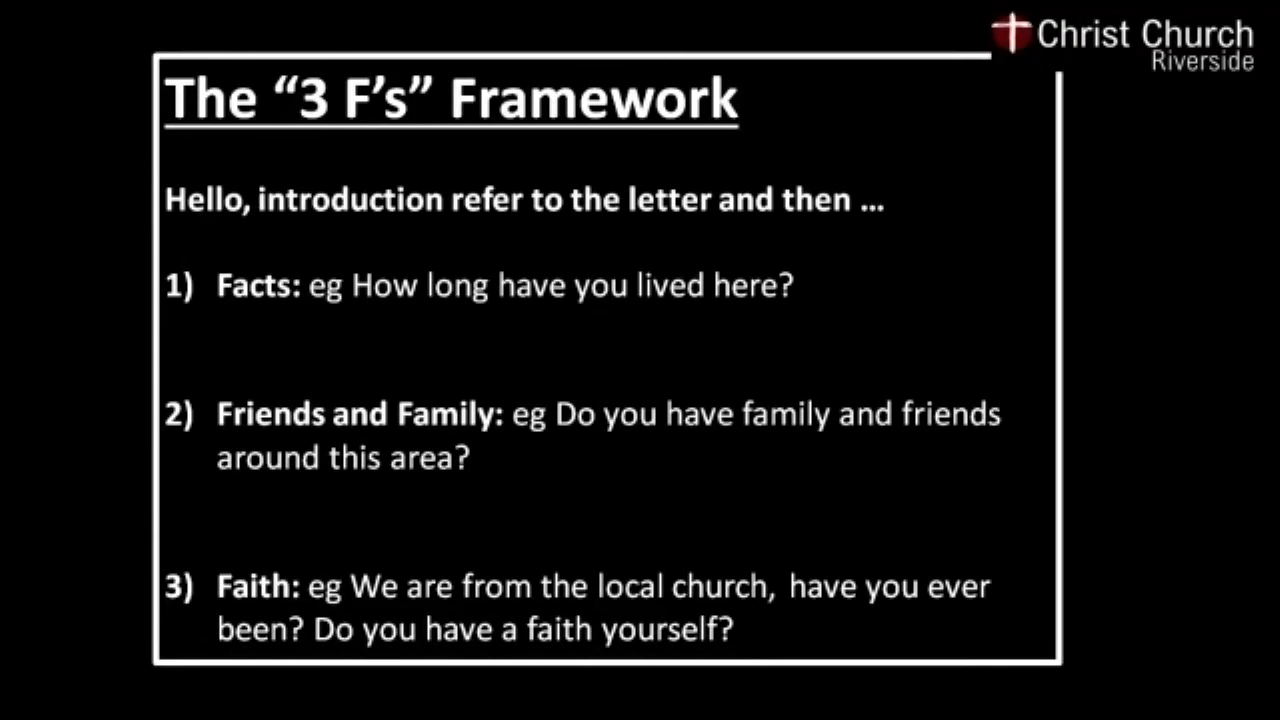 Christ Church
Riverside
The “3 F’s” Framework
Hello, introduction refer to the letter and then …
1) Facts: eg How long have you lived here?
2) Friends and Family: eg Do you have family and friends
around this area?
3) Faith: eg We are from the local church, have you ever
been? Do you have a faith yourself?